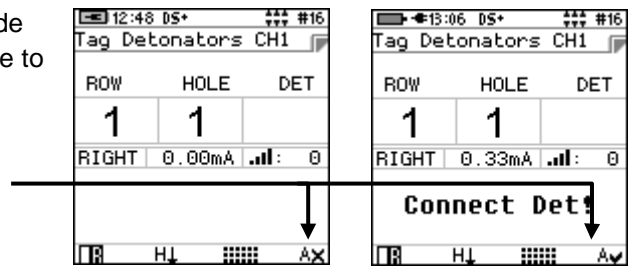 de
e to
12:48 DS+ #16
Tag Detonators CH1
ROW HOLE DET
1 1
RIGHT 0.00mA : 0
R H↓ A✗
13:06 DS+ #16
Tag Detonators CH1
ROW HOLE DET
1 1
RIGHT 0.33mA : 0
Connect Det!
R H↓ A✓